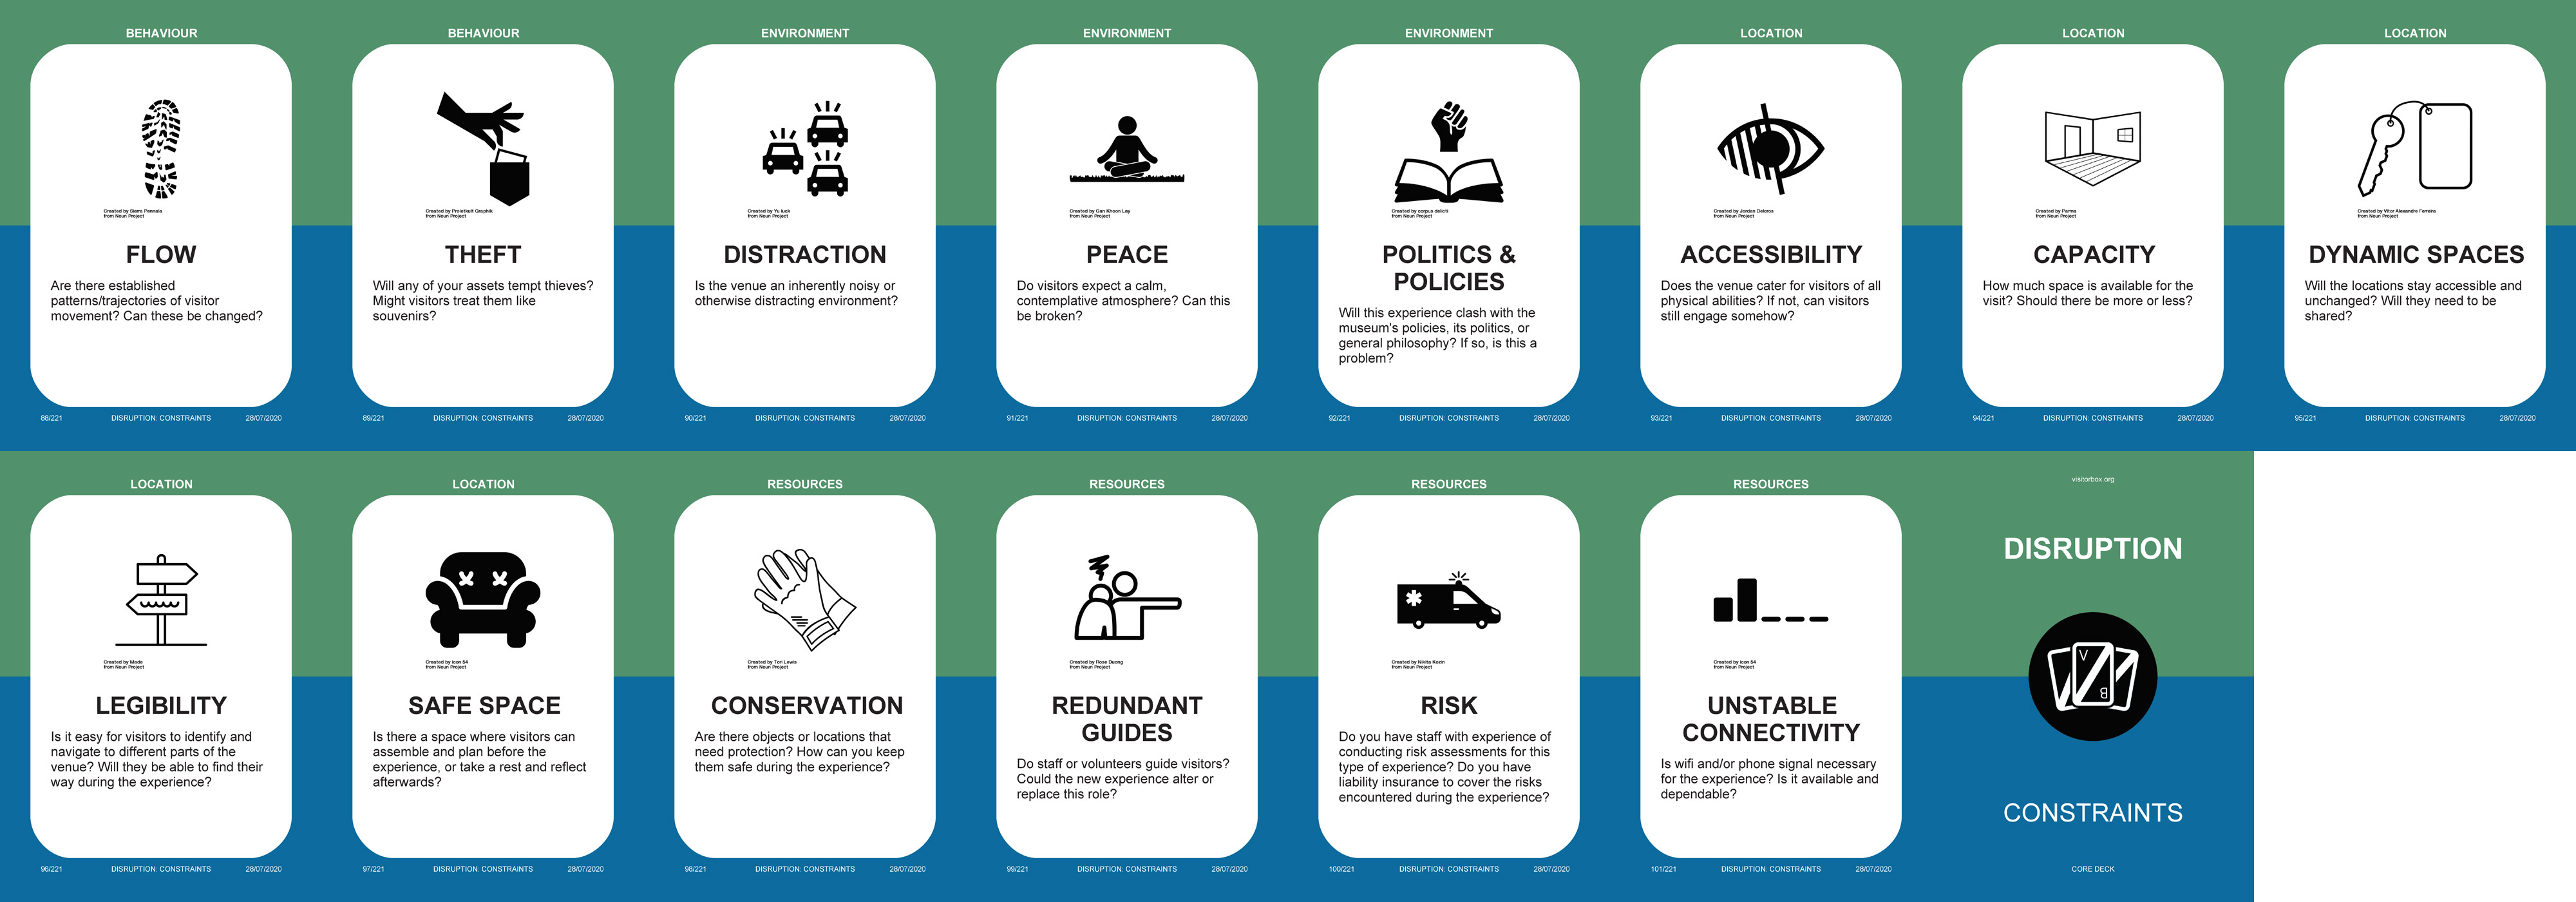 BEHAVIOUR
Created by Saeris Pannala
from Noun Project
FLOW
Are there established
patterns/trajectories of visitor
movement? Can these be changed?
88/221 DISRUPTION: CONSTRAINTS 28/07/2020
BEHAVIOUR
Created by Proletkult Graphik
from Noun Project
THEFT
Will any of your assets tempt thieves?
Might visitors treat them like
souvenirs?
89/221 DISRUPTION: CONSTRAINTS 28/07/2020
ENVIRONMENT
Created by Yu luck
from Noun Project
DISTRACTION
Is the venue an inherently noisy or
otherwise distracting environment?
90/221 DISRUPTION: CONSTRAINTS 28/07/2020
ENVIRONMENT
Created by Gan Khoon Lay
from Noun Project
PEACE
Do visitors expect a calm,
contemplative atmosphere? Can this
be broken?
91/221 DISRUPTION: CONSTRAINTS 28/07/2020
ENVIRONMENT
Created by corpus delicti
from Noun Project
POLITICS &
POLICIES
Will this experience clash with the
museum's policies, its politics, or
general philosophy? If so, is this a
problem?
92/221 DISRUPTION: CONSTRAINTS 28/07/2020
LOCATION
Created by Jordan Delcros
from Noun Project
ACCESSIBILITY
Does the venue cater for visitors of all
physical abilities? If not, can visitors
still engage somehow?
93/221 DISRUPTION: CONSTRAINTS 28/07/2020
LOCATION
Created by Parma
from Noun Project
CAPACITY
How much space is available for the
visit? Should there be more or less?
94/221 DISRUPTION: CONSTRAINTS 28/07/2020
LOCATION
Created by Vitor Alexandre Ferreira
from Noun Project
DYNAMIC SPACES
Will the locations stay accessible and
unchanged? Will they need to be
shared?
95/221 DISRUPTION: CONSTRAINTS 28/07/2020
LOCATION
Created by Made
from Noun Project
LEGIBILITY
Is it easy for visitors to identify and
navigate to different parts of the
venue? Will they be able to find their
way during the experience?
96/221 DISRUPTION: CONSTRAINTS 28/07/2020
LOCATION
Created by icon 54
from Noun Project
SAFE SPACE
Is there a space where visitors can
assemble and plan before the
experience, or take a rest and reflect
afterwards?
97/221 DISRUPTION: CONSTRAINTS 28/07/2020
RESOURCES
Created by Tori Lewis
from Noun Project
CONSERVATION
Are there objects or locations that
need protection? How can you keep
them safe during the experience?
98/221 DISRUPTION: CONSTRAINTS 28/07/2020
RESOURCES
Created by Rose Duong
from Noun Project
REDUNDANT
GUIDES
Do staff or volunteers guide visitors?
Could the new experience alter or
replace this role?
99/221 DISRUPTION: CONSTRAINTS 28/07/2020
RESOURCES
Created by Nikita Kozin
from Noun Project
RISK
Do you have staff with experience of
conducting risk assessments for this
type of experience? Do you have
liability insurance to cover the risks
encountered during the experience?
100/221 DISRUPTION: CONSTRAINTS 28/07/2020
RESOURCES
Created by icon 54
from Noun Project
UNSTABLE
CONNECTIVITY
Is wifi and/or phone signal necessary
for the experience? Is it available and
dependable?
101/221 DISRUPTION: CONSTRAINTS 28/07/2020
visitorbox.org
DISRUPTION
V
B
CONSTRAINTS
CORE DECK